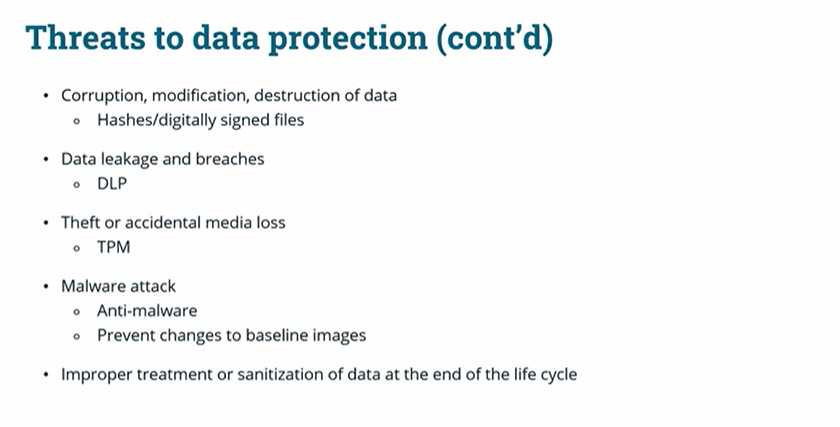 Threats to data protection (cont’d)
• Corruption, modification, destruction of data
◦ Hashes/digitally signed files
• Data leakage and breaches
◦ DLP
• Theft or accidental media loss
◦ TPM
• Malware attack
◦ Anti-malware
◦ Prevent changes to baseline images
• Improper treatment or sanitization of data at the end of the life cycle